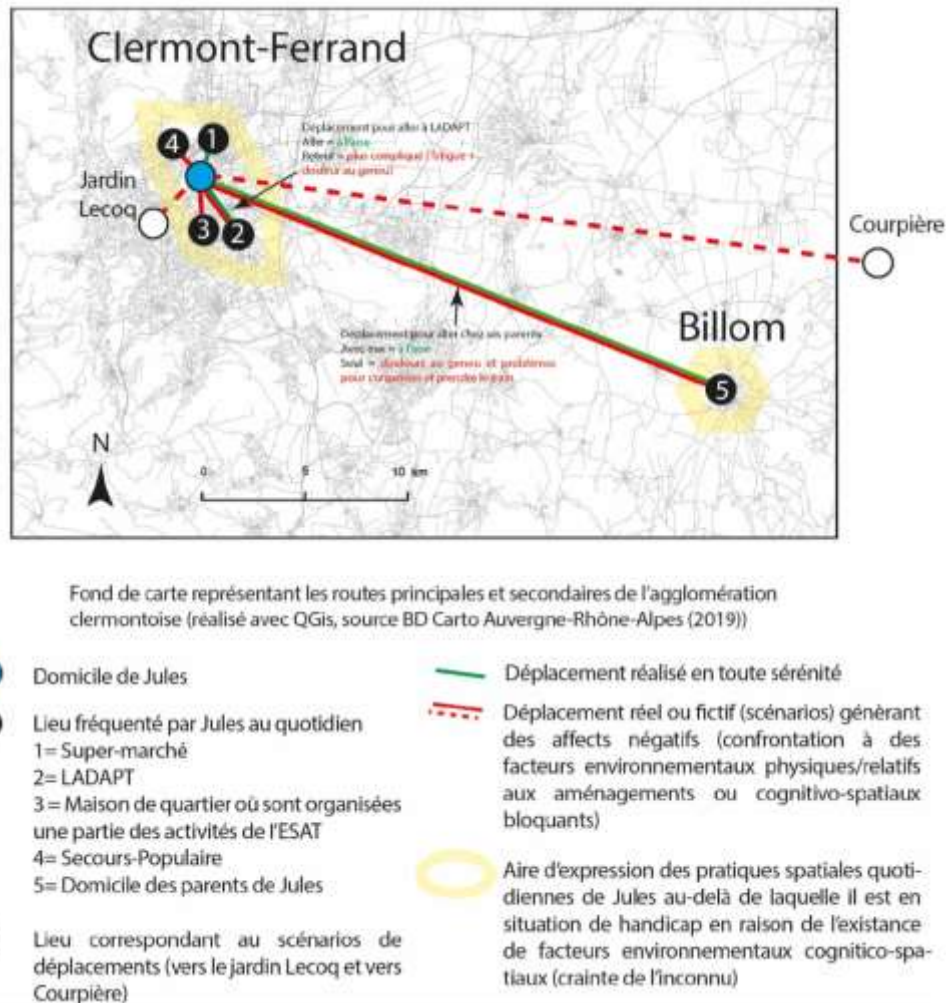 Clermont-Ferrand
4
1
Déplacement pour aller à LADAPT
Aller = à l'aise
Retour = plus compliqué (fatigue +
douleur au genou)
Jardin
Lecoq
3
2
Courpière
Billom
Déplacement pour aller chez ses parents
Avec eux = à l'aise
Seul = douleurs au genou et problèmes
pour s'organiser et prendre le train
5
N
0 5 10 km
Fond de carte représentant les routes principales et secondaires de l'agglomération
clermontoise (réalisé avec QGis, source BD Carto Auvergne-Rhône-Alpes (2019))
Domicile de Jules
Lieu fréquenté par Jules au quotidien
1= Super-marché
2= LADAPT
3 = Maison de quartier où sont organisées
une partie des activités de l'ESAT
4= Secours-Populaire
5= Domicile des parents de Jules
Lieu correspondant au scénarios de
déplacements (vers le jardin Lecoq et vers
Courpière)
Déplacement réalisé en toute sérénité
Déplacement réel ou fictif (scénarios) génèrant
des affects négatifs (confrontation à des
facteurs environnementaux physiques/relatifs
aux aménagements ou cognitivo-spatiaux
bloquants)
Aire d'expression des pratiques spatiales quoti-
diennes de Jules au-delà de laquelle il est en
situation de handicap en raison de l'existance
de facteurs environnementaux cognitico-spa-
tiaux (crainte de l'inconnu)